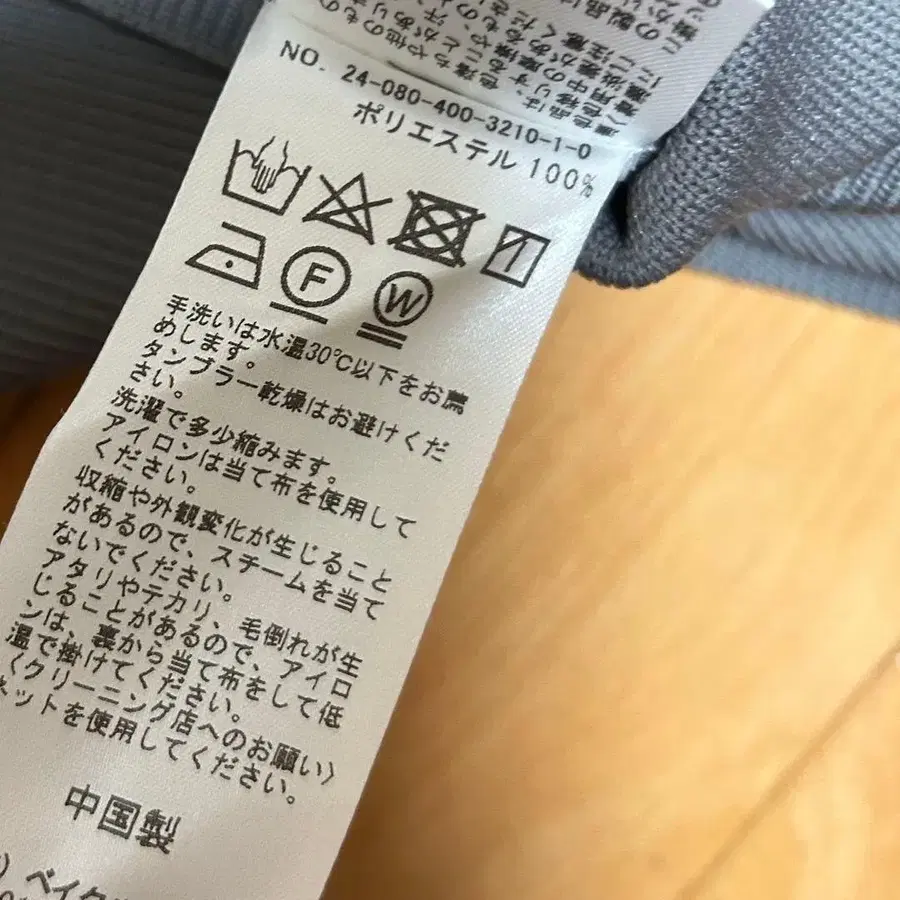 NO. 24-080-400-3210-1-0
ポリエステル 100%
F W
手洗いは水温30℃以下をお薦
めします。
タンブラー乾燥はお避けくだ
さい。
洗濯で多少縮みます。
アイロンは当て布を使用して
ください。
収縮や外観変化が生じること
があるので、スチームを当て
ないでください。
アタリやテカリ、毛倒れが生
じることがあるので、アイロ
ンは、裏から当て布をして低
温で掛けてください。
〈クリーニング店へのお願い〉
ネットを使用してください。
中国製
ベイク